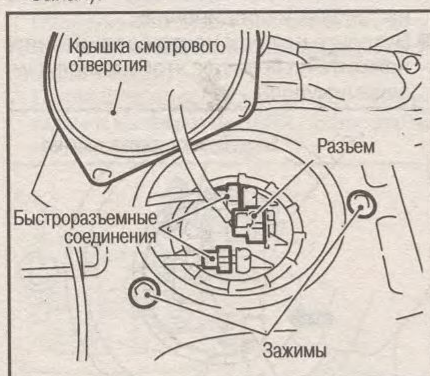 Крышка смотрового
отверстия
Разъем
Быстроразъемные
соединения
Зажимы